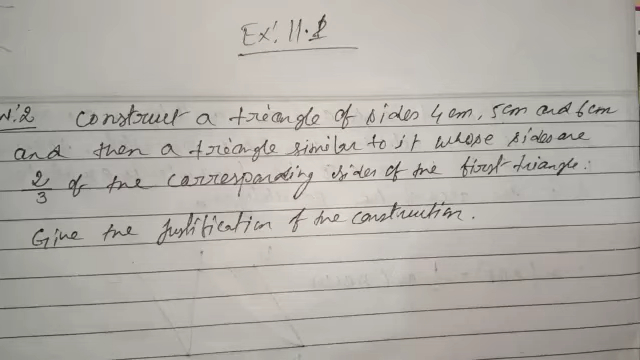 Ex: 11.1
N:2 Construct a triangle of sides 4cm, 5cm and 6cm
and then a triangle similar to it whose sides are
2/3 of the corresponding sides of the first triangle.
Give the Justification of the construction.